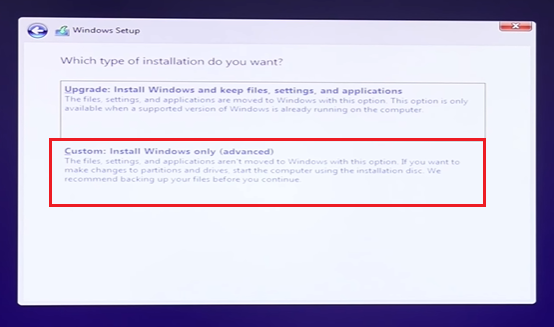 Windows Setup
Which type of installation do you want?
Upgrade: Install Windows and keep files, settings, and applications
The files, settings, and applications are moved to Windows with this option. This option is only
available when a supported version of Windows is already running on the computer.
Custom: Install Windows only (advanced)
The files, settings, and applications aren't moved to Windows with this option. If you want to
make changes to partitions and drives, start the computer using the installation disc. We
recommend backing up your files before you continue.